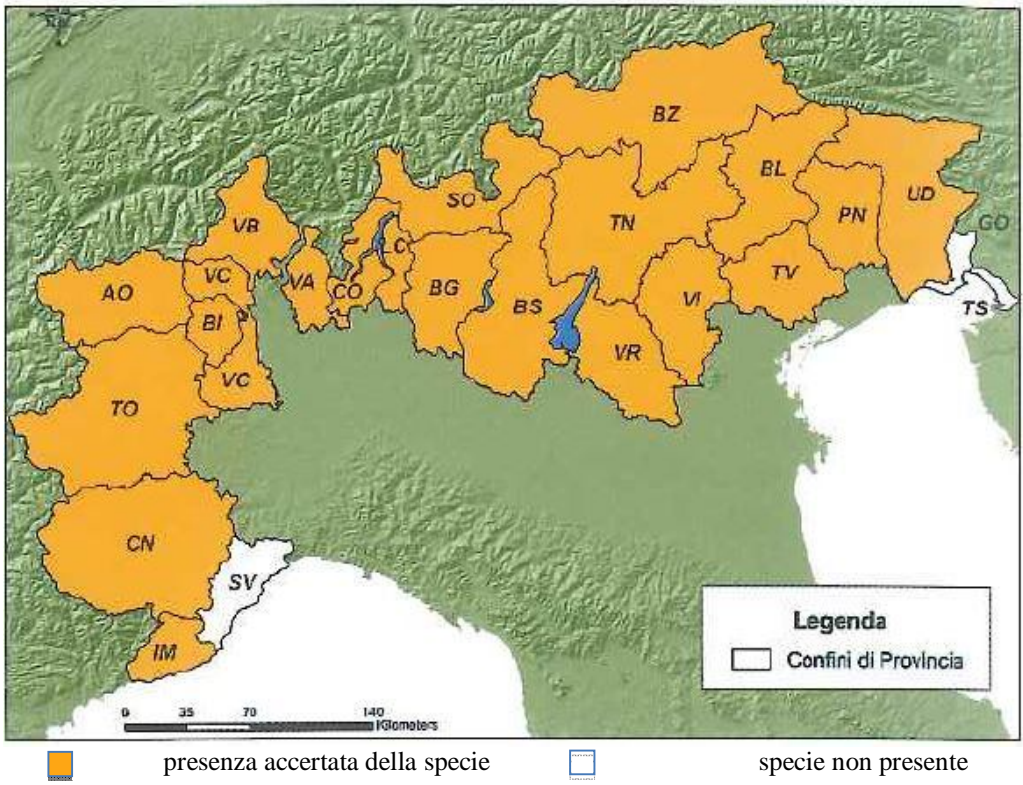 BZ
BL
UD
SO
TN
PN
GO
VB
VC
VA
CO
C
BG
BS
TV
VI
TS
AO
BI
VR
VC
TO
CN
SV
IM
Legenda
Confini di Provincia
0 35 70 140
Kilometers
presenza accertata della specie
specie non presente